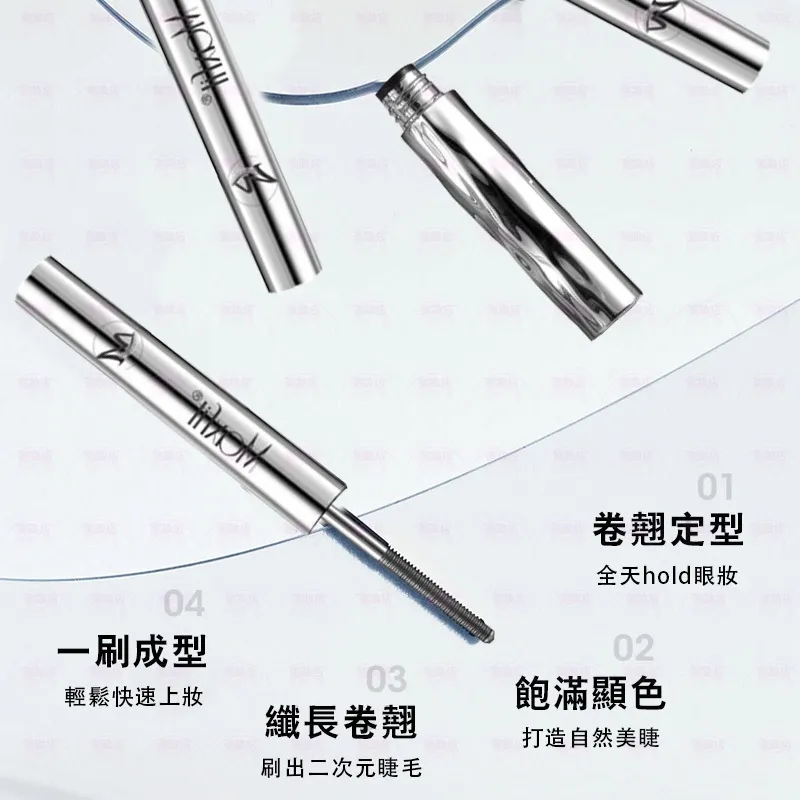 Moxfit®
Moxfit®
01
卷翹定型
全天hold眼妝
02
飽滿顯色
打造自然美睫
03
纖長卷翹
刷出二次元睫毛
04
一刷成型
輕鬆快速上妝